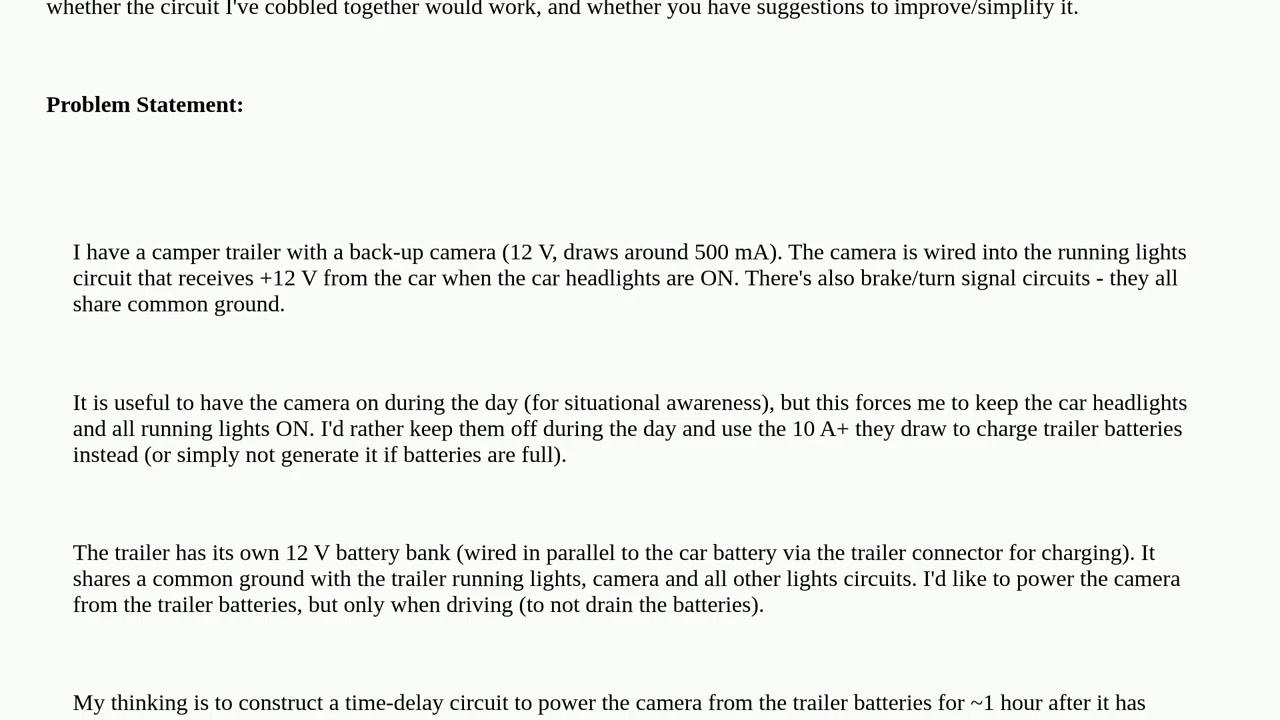 whether the circuit I've cobbled together would work, and whether you have suggestions to improve/simplify it.
Problem Statement:
I have a camper trailer with a back-up camera (12 V, draws around 500 mA). The camera is wired into the running lights
circuit that receives +12 V from the car when the car headlights are ON. There's also brake/turn signal circuits - they all
share common ground.
It is useful to have the camera on during the day (for situational awareness), but this forces me to keep the car headlights
and all running lights ON. I'd rather keep them off during the day and use the 10 A+ they draw to charge trailer batteries
instead (or simply not generate it if batteries are full).
The trailer has its own 12 V battery bank (wired in parallel to the car battery via the trailer connector for charging). It
shares a common ground with the trailer running lights, camera and all other lights circuits. I'd like to power the camera
from the trailer batteries, but only when driving (to not drain the batteries).
My thinking is to construct a time-delay circuit to power the camera from the trailer batteries for ~1 hour after it has